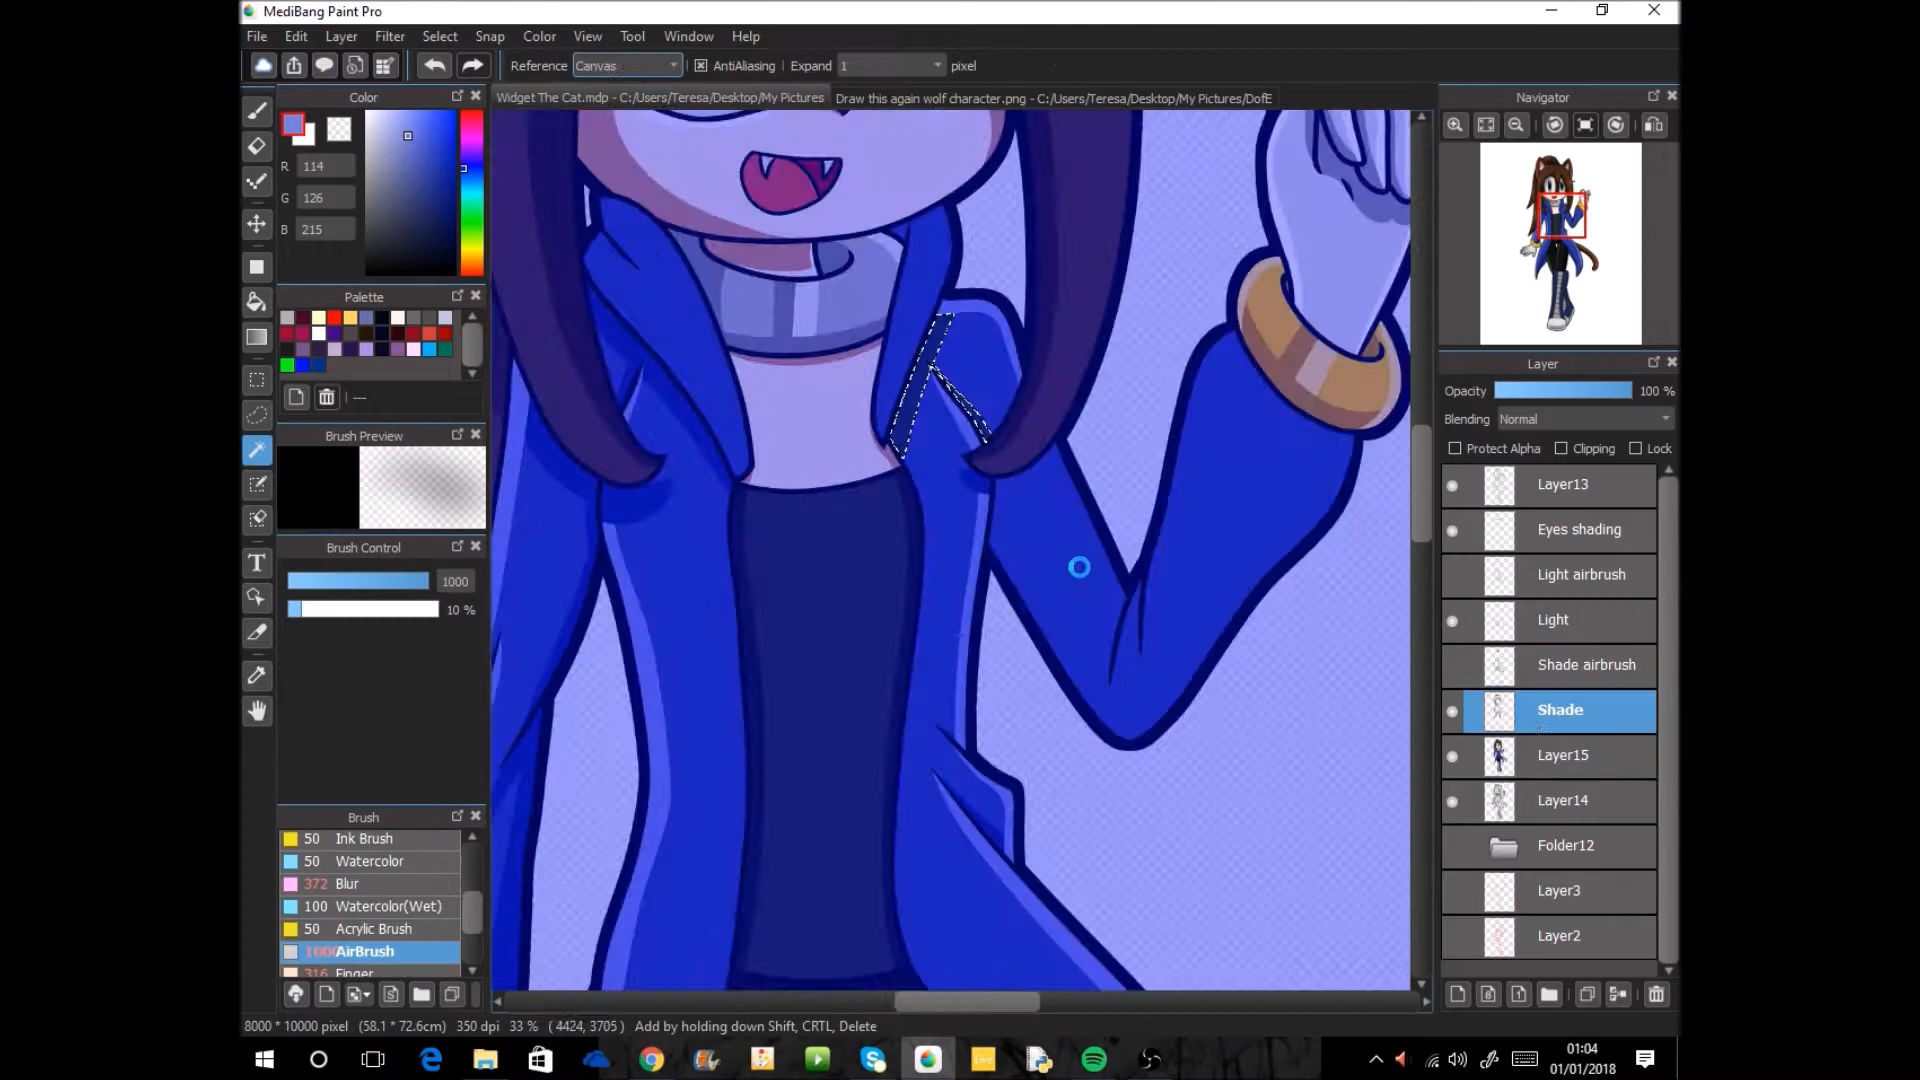 MediBang Paint Pro
File Edit Layer Filter Select Snap Color View Tool Window Help
Reference Canvas AntiAliasing Expand 1 pixel
Color
Widget The Cat.mdp - C:/Users/Teresa/Desktop/My Pictures Draw this again wolf character.png - C:/Users/Teresa/Desktop/My Pictures/DofE
Navigator
R 114
G 126
B 215
Palette
---
Brush Preview
Brush Control
1000
10 %
Brush
50 Ink Brush
50 Watercolor
372 Blur
100 Watercolor(Wet)
50 Acrylic Brush
1000 AirBrush
316 Finger
Layer
Opacity 100 %
Blending Normal
Protect Alpha Clipping Lock
Layer13
Eyes shading
Light airbrush
Light
Shade airbrush
Shade
Layer15
Layer14
Folder12
Layer3
Layer2
8000 * 10000 pixel (58.1 * 72.6cm) 350 dpi 33 % ( 4424, 3705 ) Add by holding down Shift, CRTL, Delete
01:04
01/01/2018